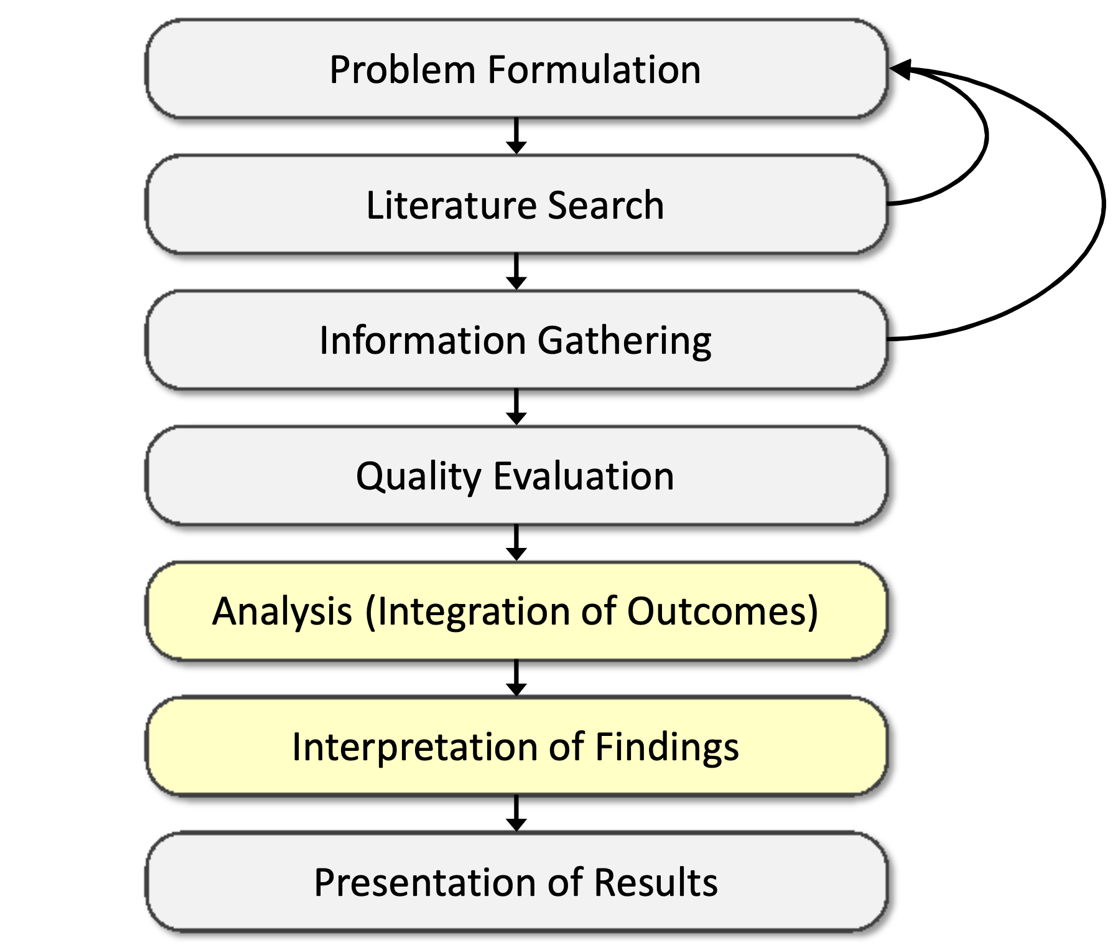 Problem Formulation
Literature Search
Information Gathering
Quality Evaluation
Analysis (Integration of Outcomes)
Interpretation of Findings
Presentation of Results